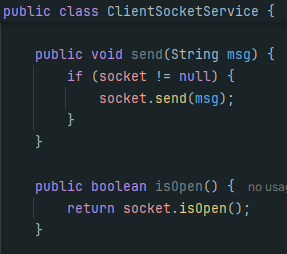 public class ClientSocketService {
public void send(String msg) {
if (socket != null) {
socket.send(msg);
}
}
public boolean isOpen() { no
return socket.isOpen();
}